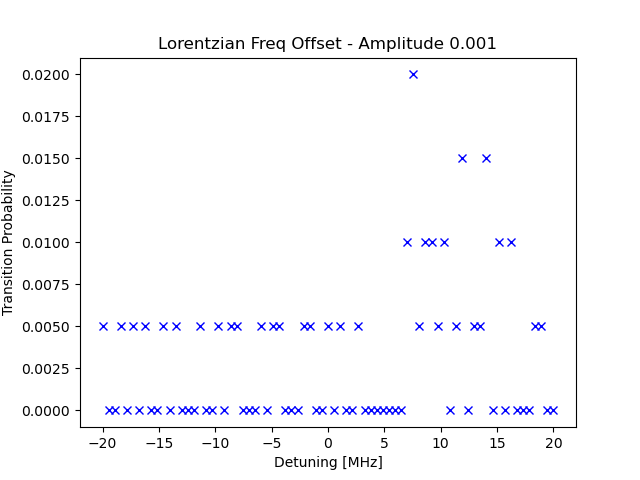 Lorentzian Freq Offset - Amplitude 0.001
Transition Probability
0.0200
0.0175
0.0150
0.0125
0.0100
0.0075
0.0050
0.0025
0.0000
−20 −15 −10 −5 0 5 10 15 20
Detuning [MHz]